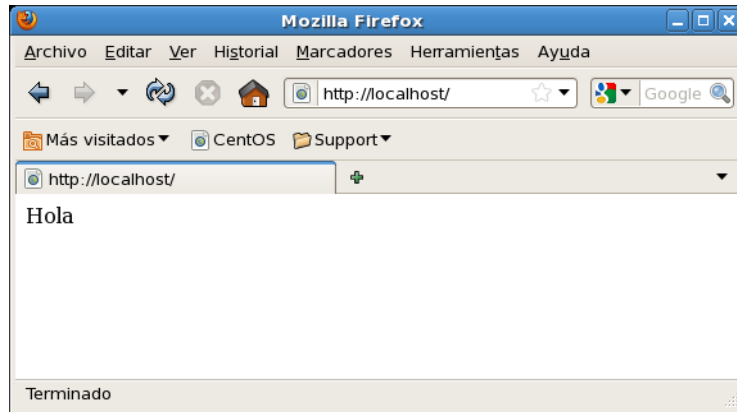 Mozilla Firefox
Archivo Editar Ver Historial Marcadores Herramientas Ayuda
http://localhost/ Google
Más visitados CentOS Support
http://localhost/
Hola
Terminado